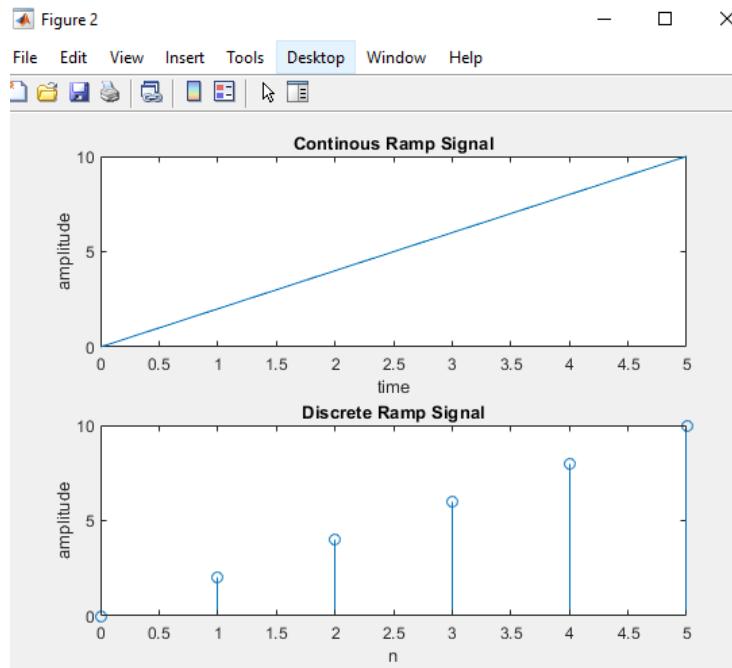 Figure 2
File Edit View Insert Tools Desktop Window Help
Continous Ramp Signal
10
5
0
amplitude
0 0.5 1 1.5 2 2.5 3 3.5 4 4.5 5
time
Discrete Ramp Signal
10
5
0
amplitude
0 0.5 1 1.5 2 2.5 3 3.5 4 4.5 5
n